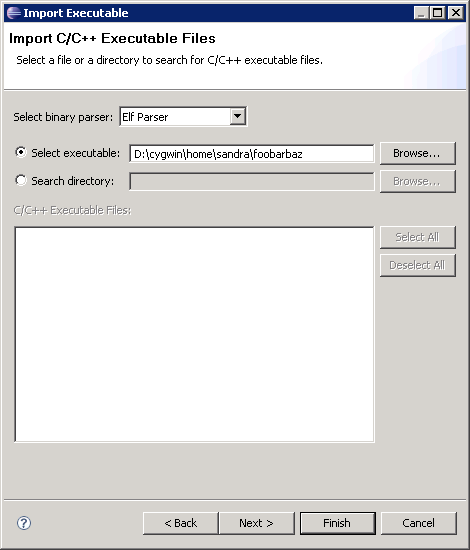 Import Executable
Import C/C++ Executable Files
Select a file or a directory to search for C/C++ executable files.
Select binary parser: Elf Parser
Select executable: D:\cygwin\home\sandra\foobarbaz Browse...
Search directory: Browse...
C/C++ Executable Files:
Select All
Deselect All
? < Back Next > Finish Cancel